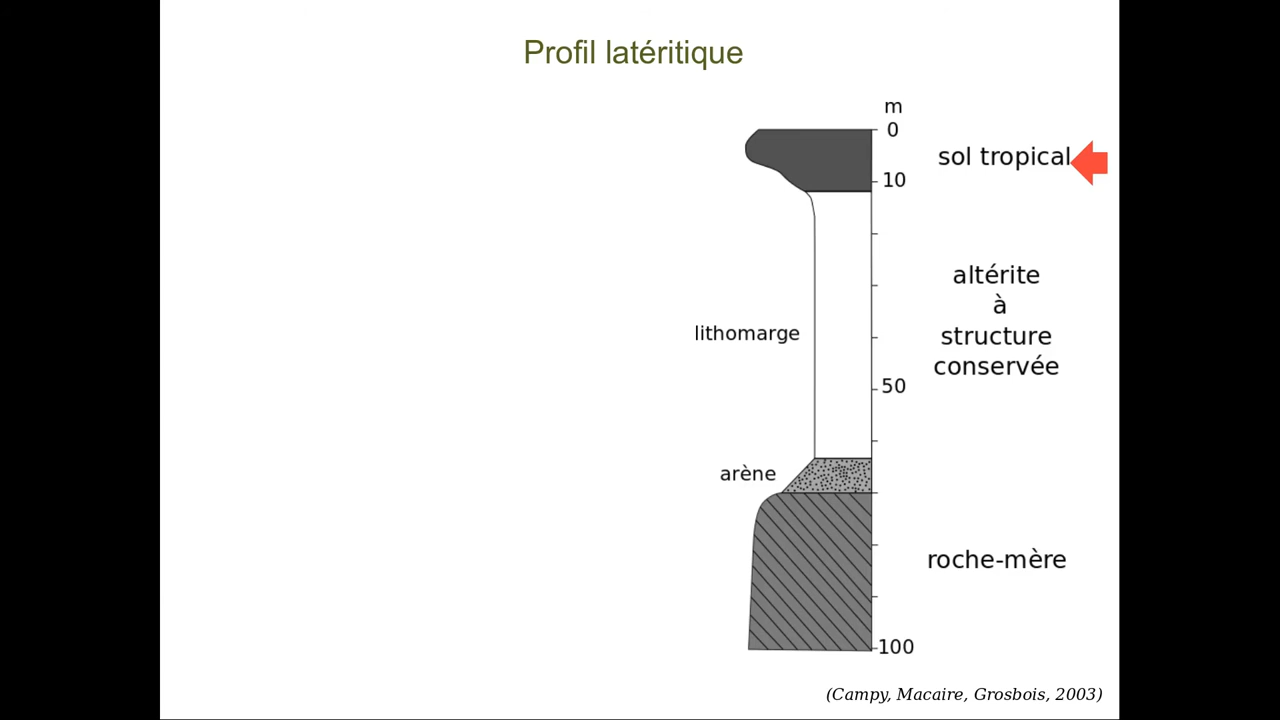 Profil latéritique
m
0
sol tropical
10
altérite
à
structure
conservée
lithomarge
50
arène
roche-mère
100
(Campy, Macaire, Grosbois, 2003)